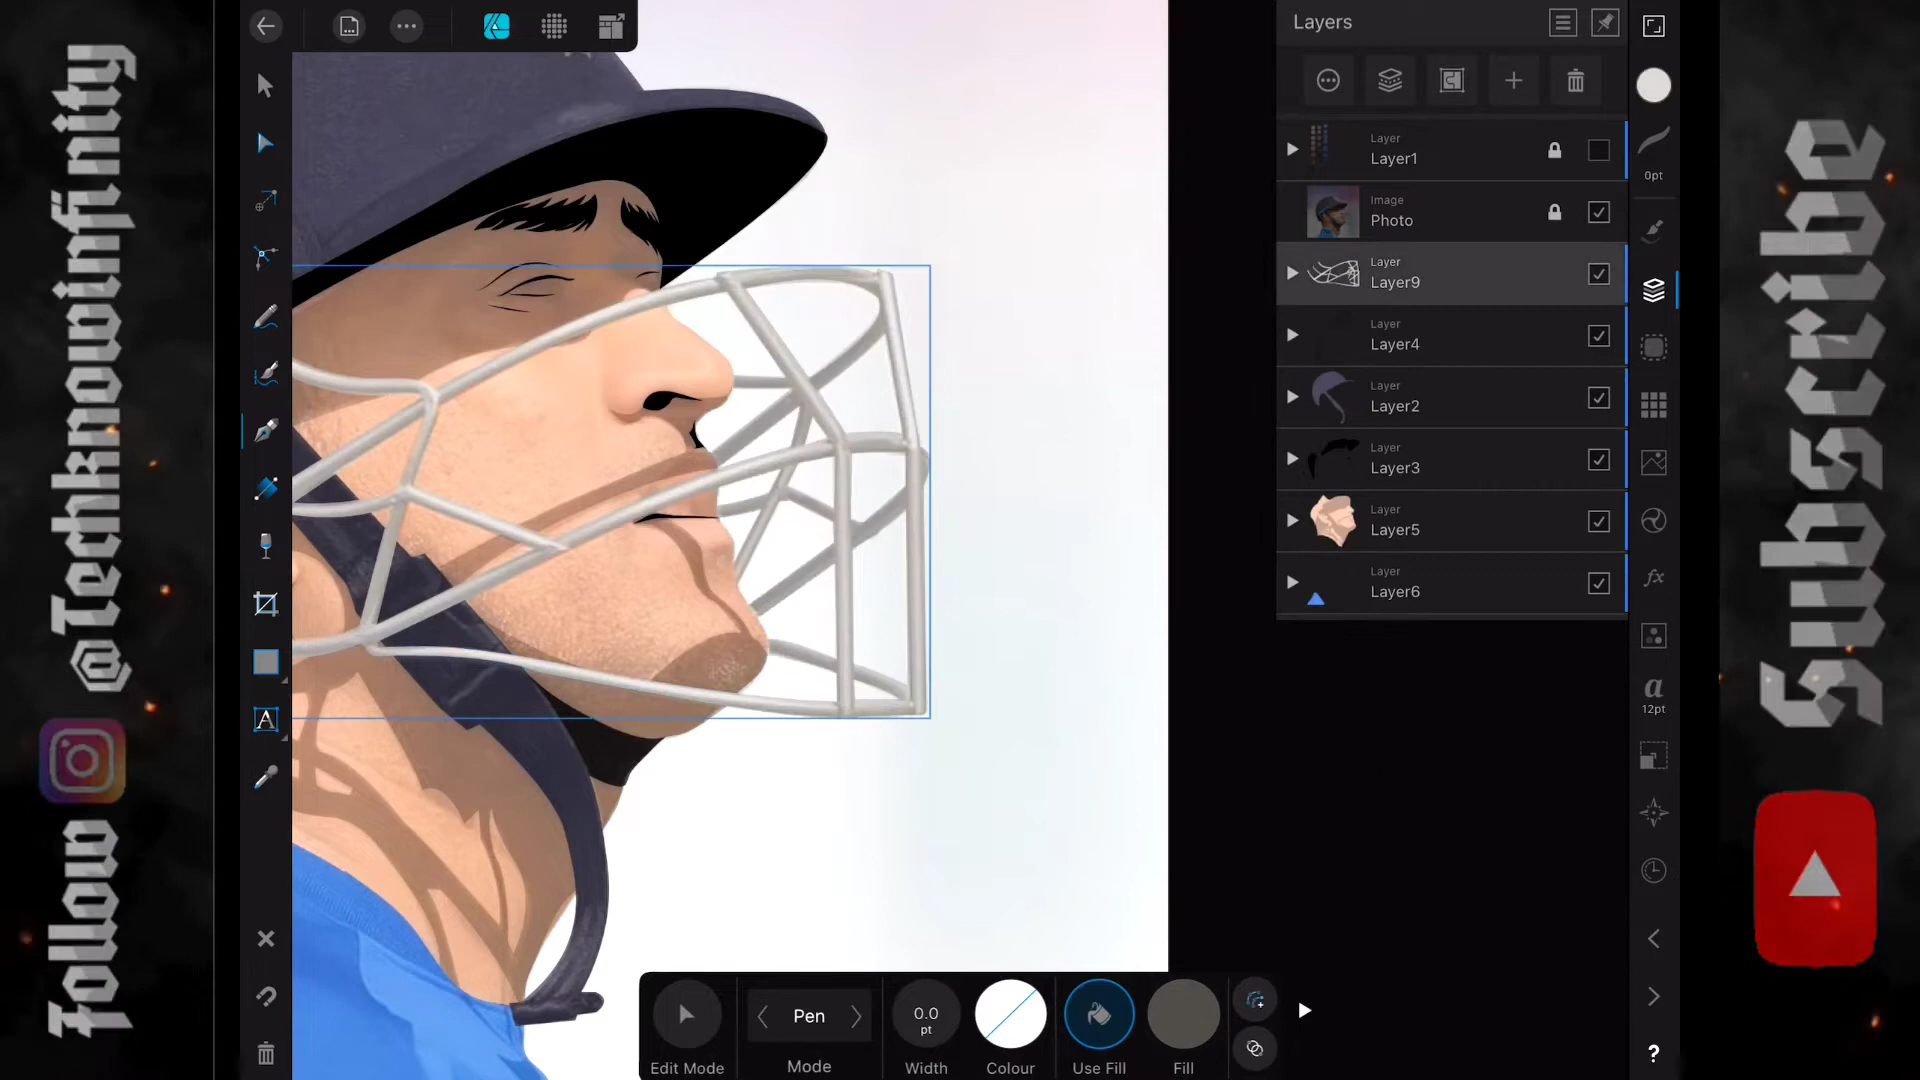 Follow @Techknowinfinity
Layers
Layer
Layer1
Image
Photo
Layer
Layer9
Layer
Layer4
Layer
Layer2
Layer
Layer3
Layer
Layer5
Layer
Layer6
0pt
fx
a
12pt
?
A
Edit Mode
Pen
Mode
0.0
pt
Width
Colour
Use Fill
Fill
Subscribe